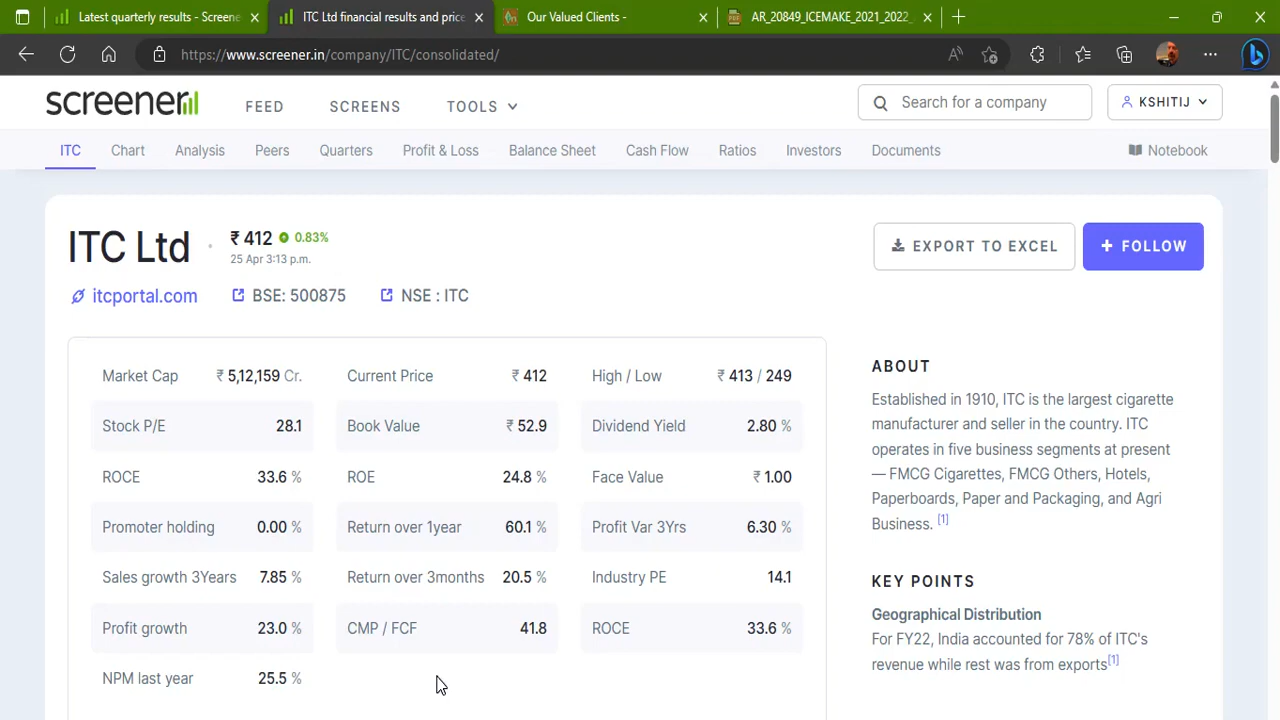 Latest quarterly results - Screene
ITC Ltd financial results and price
Our Valued Clients -
AR_20849_ICEMAKE_2021_2022_
https://www.screener.in/company/ITC/consolidated/
screener
FEED
SCREENS
TOOLS
Search for a company
KSHITIJ
ITC
Chart
Analysis
Peers
Quarters
Profit & Loss
Balance Sheet
Cash Flow
Ratios
Investors
Documents
Notebook
ITC Ltd
₹ 412 0.83%
25 Apr 3:13 p.m.
EXPORT TO EXCEL
+ FOLLOW
itcportal.com
BSE: 500875
NSE : ITC
Market Cap ₹ 5,12,159 Cr.
Current Price ₹ 412
High / Low ₹ 413 / 249
Stock P/E 28.1
Book Value ₹ 52.9
Dividend Yield 2.80 %
ROCE 33.6 %
ROE 24.8 %
Face Value ₹ 1.00
Promoter holding 0.00 %
Return over 1year 60.1 %
Profit Var 3Yrs 6.30 %
Sales growth 3Years 7.85 %
Return over 3months 20.5 %
Industry PE 14.1
Profit growth 23.0 %
CMP / FCF 41.8
ROCE 33.6 %
NPM last year 25.5 %
ABOUT
Established in 1910, ITC is the largest cigarette
manufacturer and seller in the country. ITC
operates in five business segments at present
— FMCG Cigarettes, FMCG Others, Hotels,
Paperboards, Paper and Packaging, and Agri
Business. [1]
KEY POINTS
Geographical Distribution
For FY22, India accounted for 78% of ITC's
revenue while rest was from exports[1]